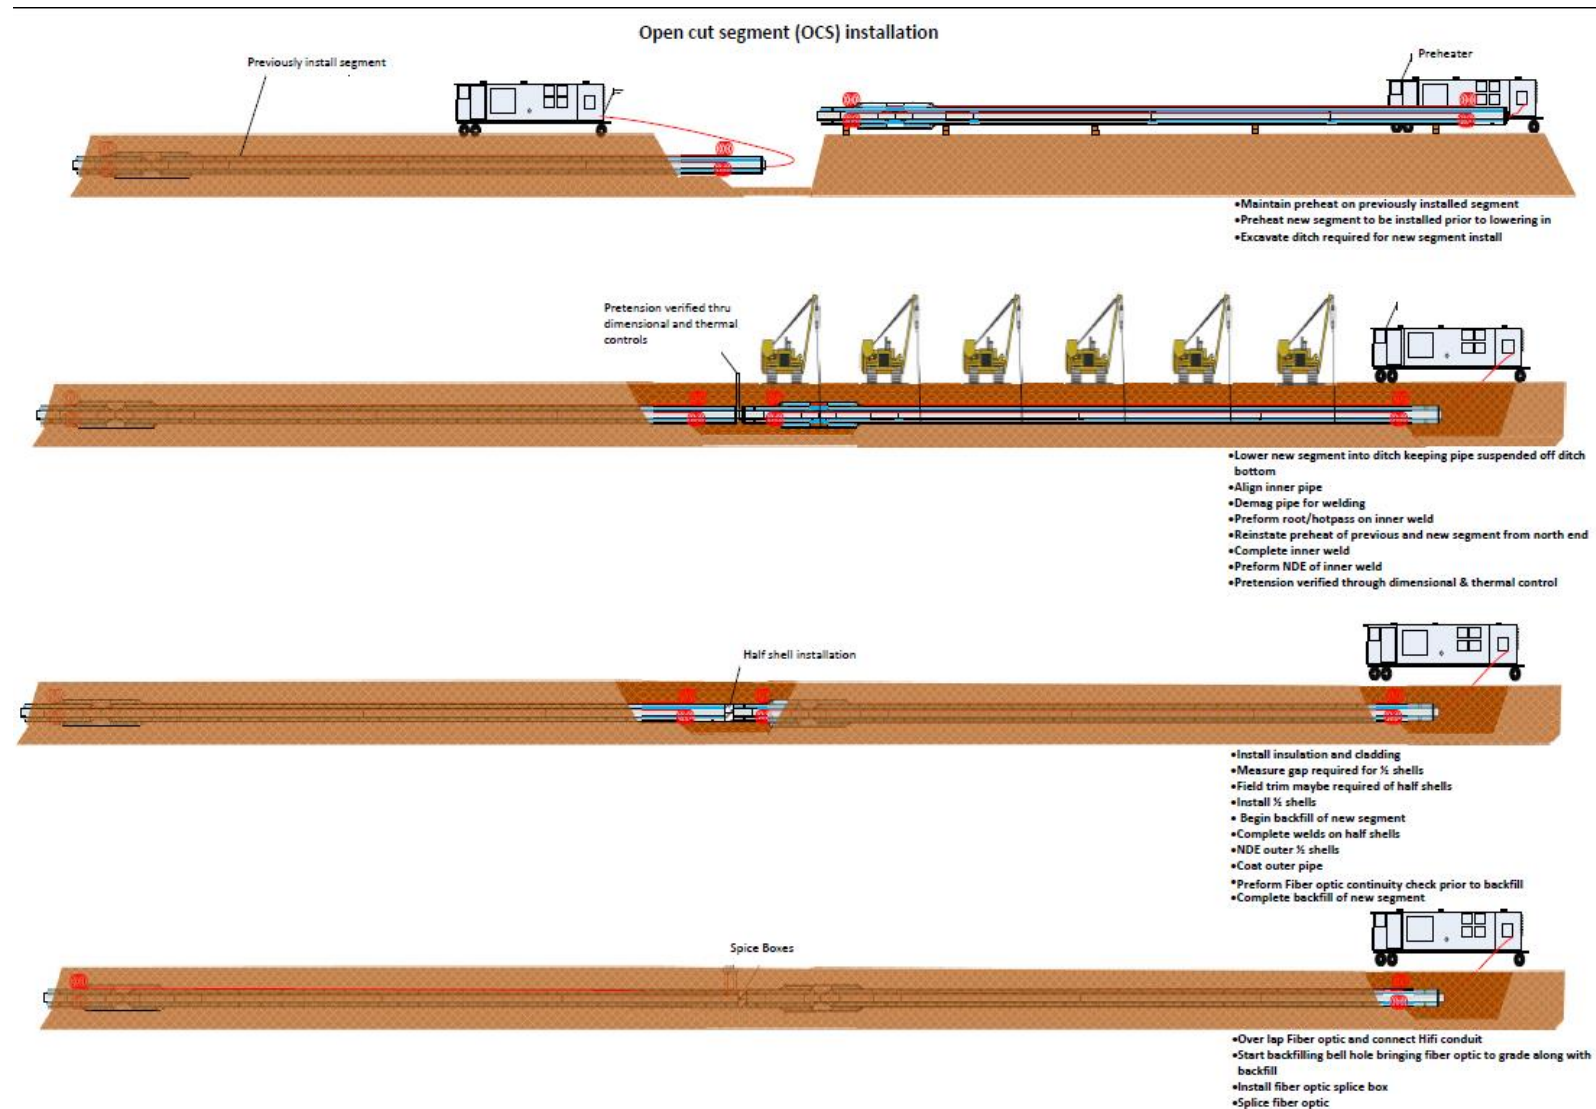 Open cut segment (OCS) installation
Previously install segment
Preheater
•Maintain preheat on previously installed segment
•Preheat new segment to be installed prior to lowering in
•Excavate ditch required for new segment install
Pretension verified thru
dimensional and thermal
controls
•Lower new segment into ditch keeping pipe suspended off ditch
bottom
•Align inner pipe
•Demag pipe for welding
•Preform root/hotpass on inner weld
•Reinstate preheat of previous and new segment from north end
•Complete inner weld
•Preform NDE of inner weld
•Pretension verified through dimensional & thermal control
Half shell installation
•Install insulation and cladding
•Measure gap required for ½ shells
•Field trim maybe required of half shells
•Install ½ shells
• Begin backfill of new segment
•Complete welds on half shells
•NDE outer ½ shells
•Coat outer pipe
•Preform Fiber optic continuity check prior to backfill
•Complete backfill of new segment
Spice Boxes
•Over lap Fiber optic and connect Hifi conduit
•Start backfilling bell hole bringing fiber optic to grade along with
backfill
•Install fiber optic splice box
•Splice fiber optic